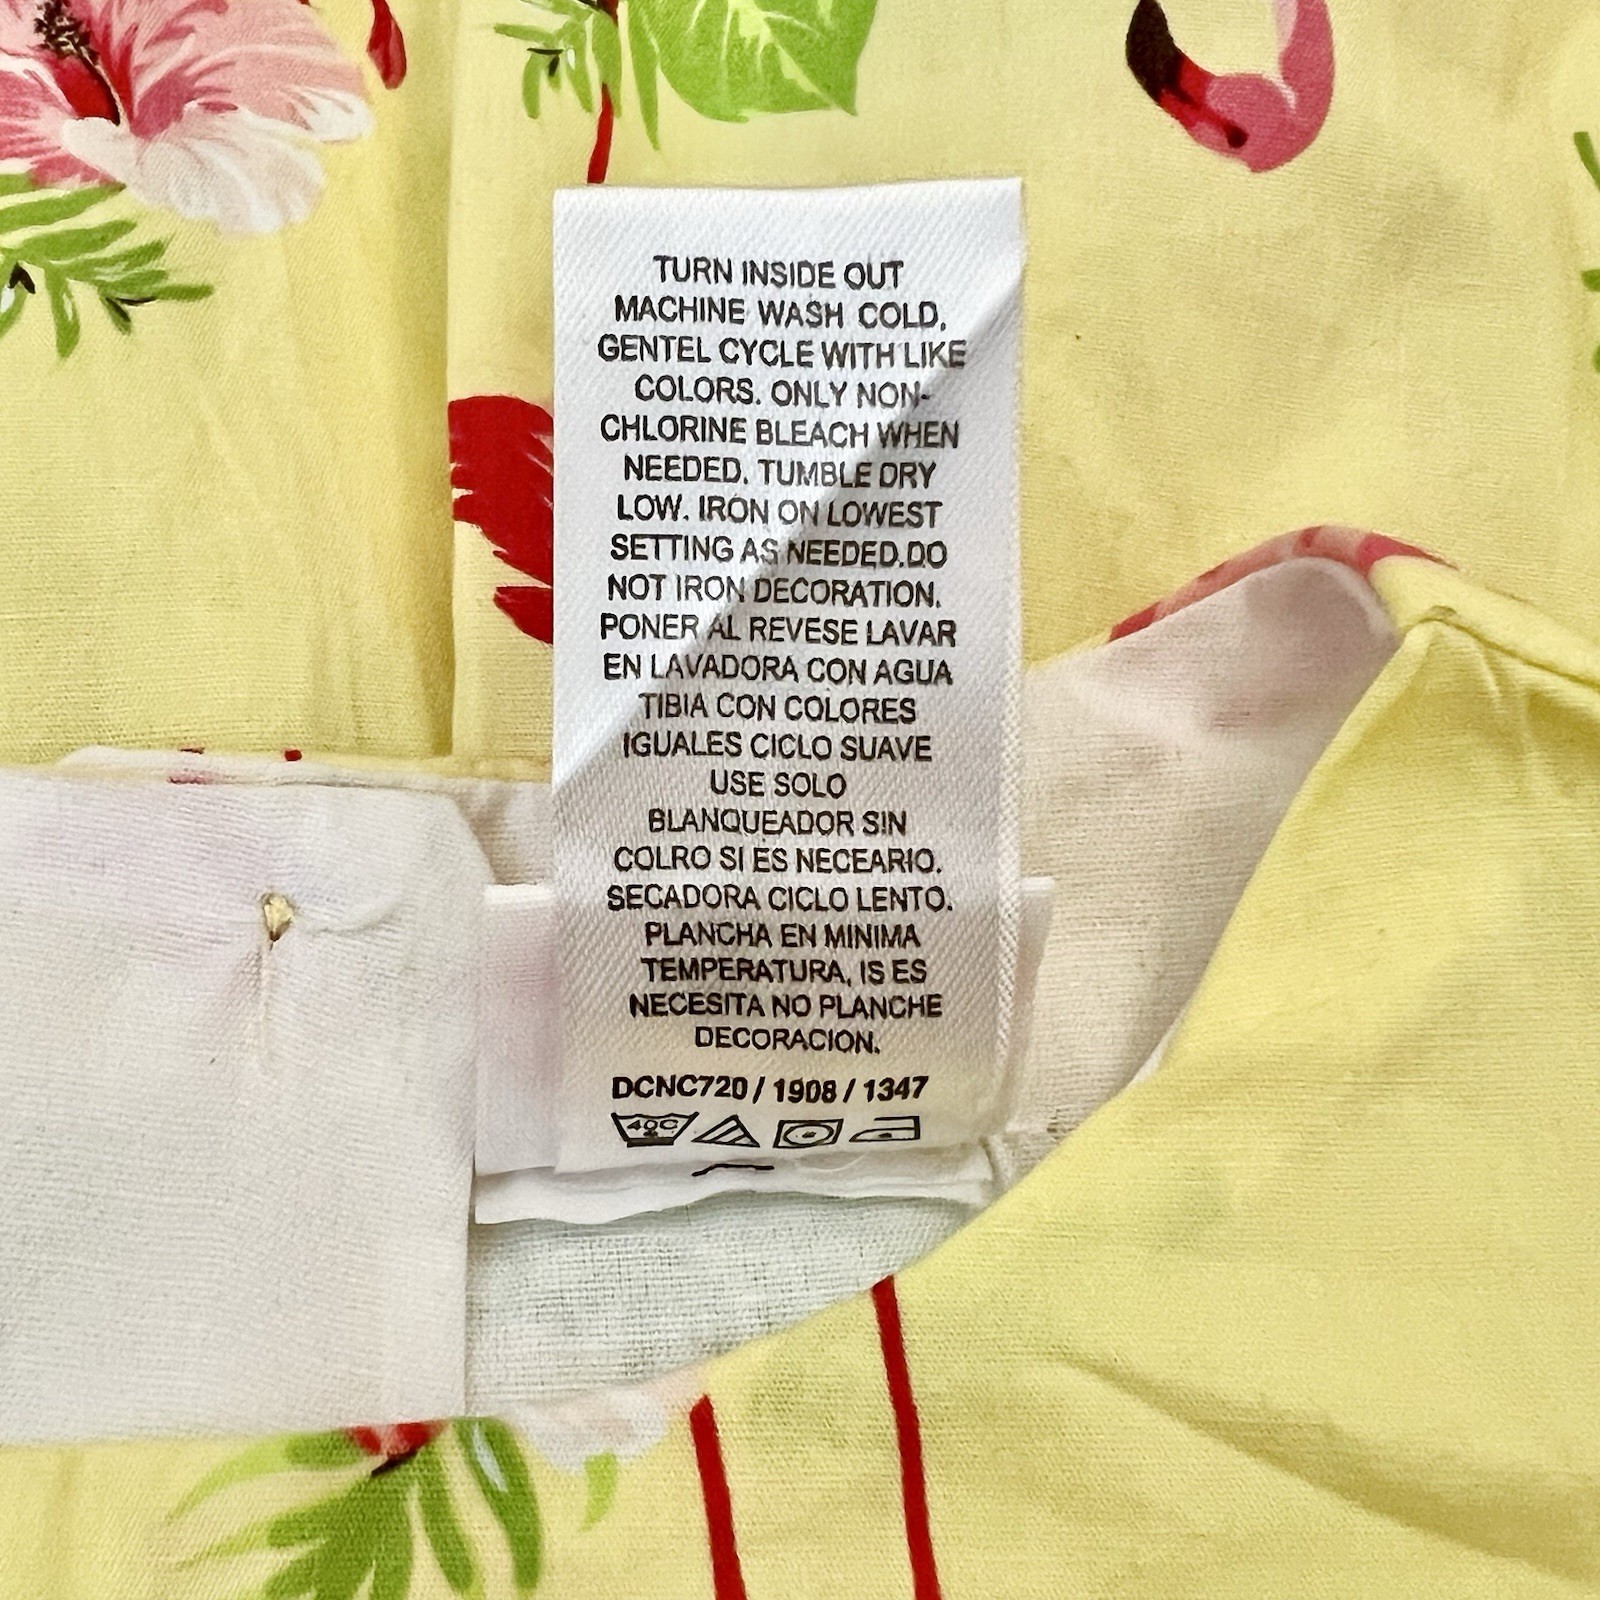 TURN INSIDE OUT
MACHINE WASH COLD,
GENTEL CYCLE WITH LIKE
COLORS. ONLY NON-
CHLORINE BLEACH WHEN
NEEDED. TUMBLE DRY
LOW. IRON ON LOWEST
SETTING AS NEEDED.DO
NOT IRON DECORATION.
PONER AL REVESE LAVAR
EN LAVADORA CON AGUA
TIBIA CON COLORES
IGUALES CICLO SUAVE
USE SOLO
BLANQUEADOR SIN
COLRO SI ES NECEARIO.
SECADORA CICLO LENTO.
PLANCHA EN MINIMA
TEMPERATURA, IS ES
NECESITA NO PLANCHE
DECORACION.
DCNC720 / 1908 / 1347
40C